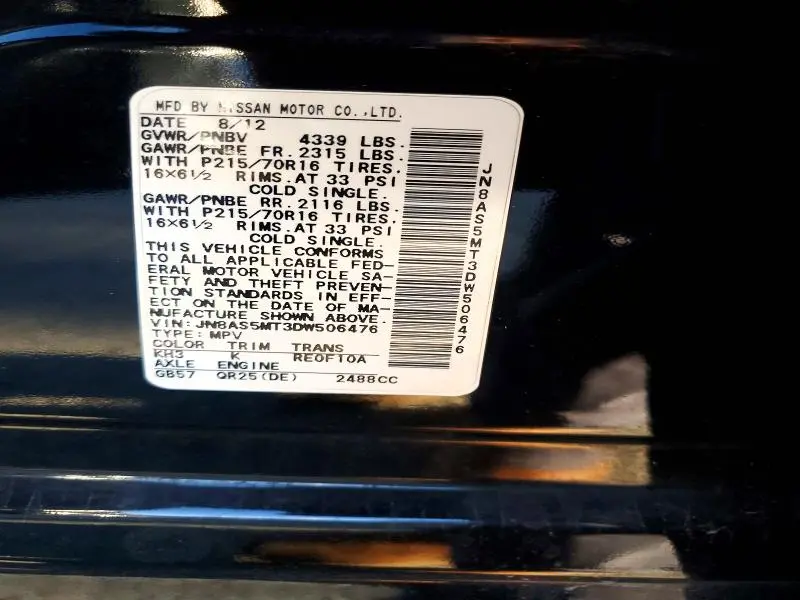 MFD BY NISSAN MOTOR CO.,LTD.
DATE 8/12
GVWR/PNBV 4339 LBS.
GAWR/PNBE FR. 2315 LBS.
WITH P215/70R16 TIRES.
16×6½ RIMS. AT 33 PSI
COLD SINGLE.
GAWR/PNBE RR. 2116 LBS.
WITH P215/70R16 TIRES.
16×6½ RIMS. AT 33 PSI
COLD SINGLE.
THIS VEHICLE CONFORMS
TO ALL APPLICABLE FED-
ERAL MOTOR VEHICLE SA-
FETY AND THEFT PREVEN-
TION STANDARDS IN EFF-
ECT ON THE DATE OF MA-
NUFACTURE SHOWN ABOVE.
VIN: JN8AS5MT3DW506476
TYPE: MPV
COLOR TRIM TRANS
KH3 K RE0F10A
AXLE ENGINE
GB57 QR25(DE) 2488CC
JN8AS5MT3DW506476